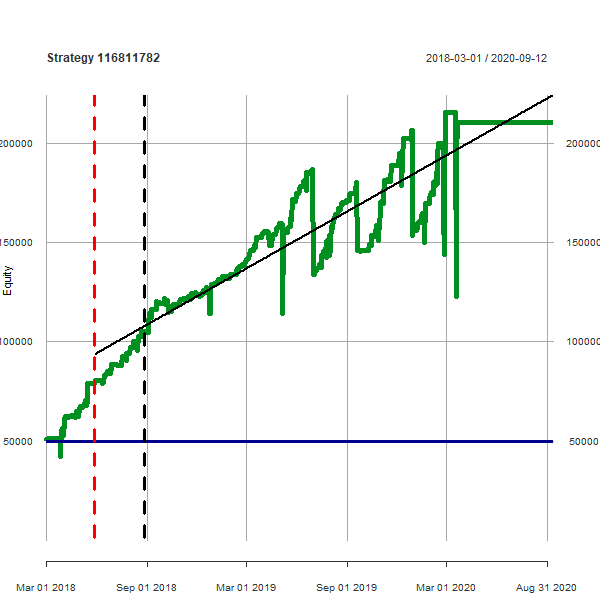 Strategy 116811782
2018-03-01 / 2020-09-12
200000 200000
150000 150000
Equity
100000 100000
50000 50000
Mar 01 2018 Sep 01 2018 Mar 01 2019 Sep 01 2019 Mar 01 2020 Aug 31 2020